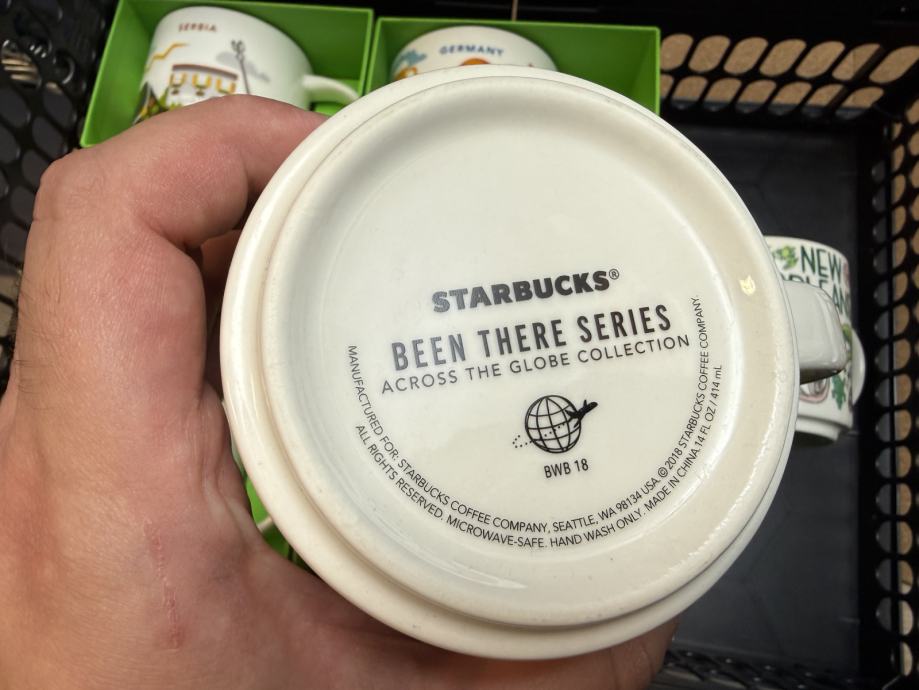 SERBIA
GERMANY
NEW
STARBUCKS®
BEEN THERE SERIES
ACROSS THE GLOBE COLLECTION
BWB 18
MANUFACTURED FOR: STARBUCKS COFFEE COMPANY, SEATTLE, WA 98134 USA. ©2018 STARBUCKS COFFEE COMPANY.
ALL RIGHTS RESERVED. MICROWAVE-SAFE. HAND WASH ONLY. MADE IN CHINA.14 FL OZ / 414 mL